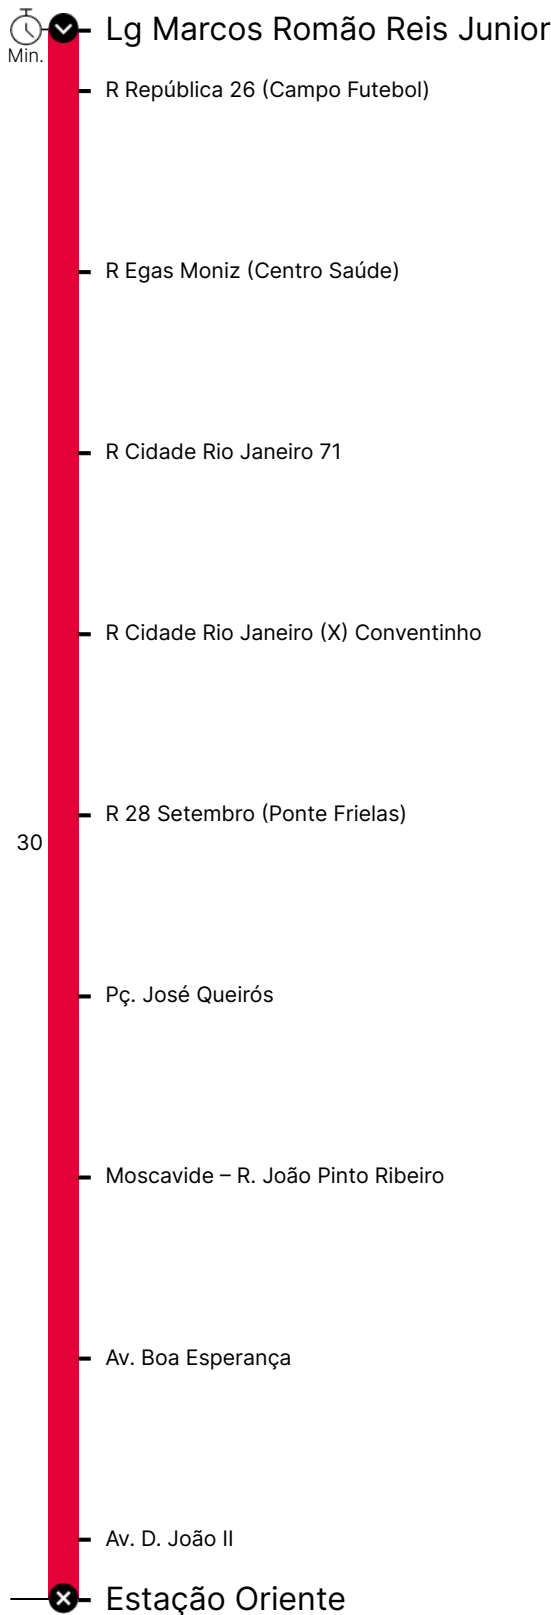 Lg Marcos Romão Reis Junior
Min.
R República 26 (Campo Futebol)
R Egas Moniz (Centro Saúde)
R Cidade Rio Janeiro 71
R Cidade Rio Janeiro (X) Conventinho
R 28 Setembro (Ponte Frielas)
30
Pç. José Queirós
Moscavide – R. João Pinto Ribeiro
Av. Boa Esperança
Av. D. João II
Estação Oriente